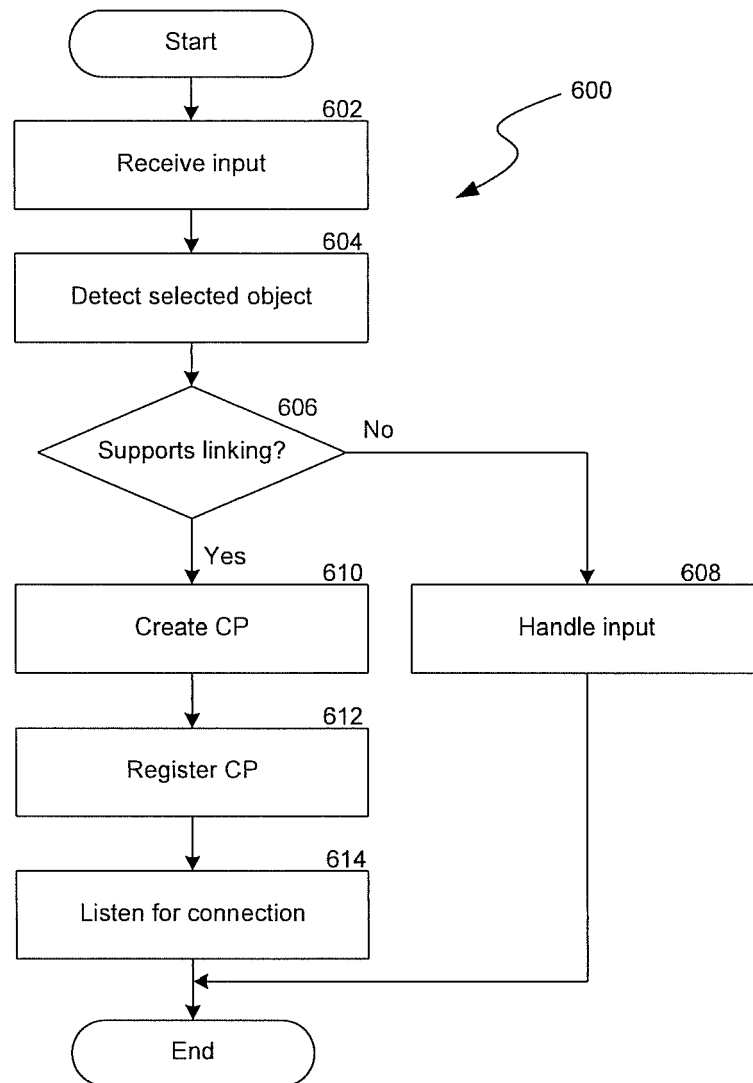 Start
600
602
Receive input
604
Detect selected object
606
Supports linking?
No
Yes
610
Create CP
608
Handle input
612
Register CP
614
Listen for connection
End